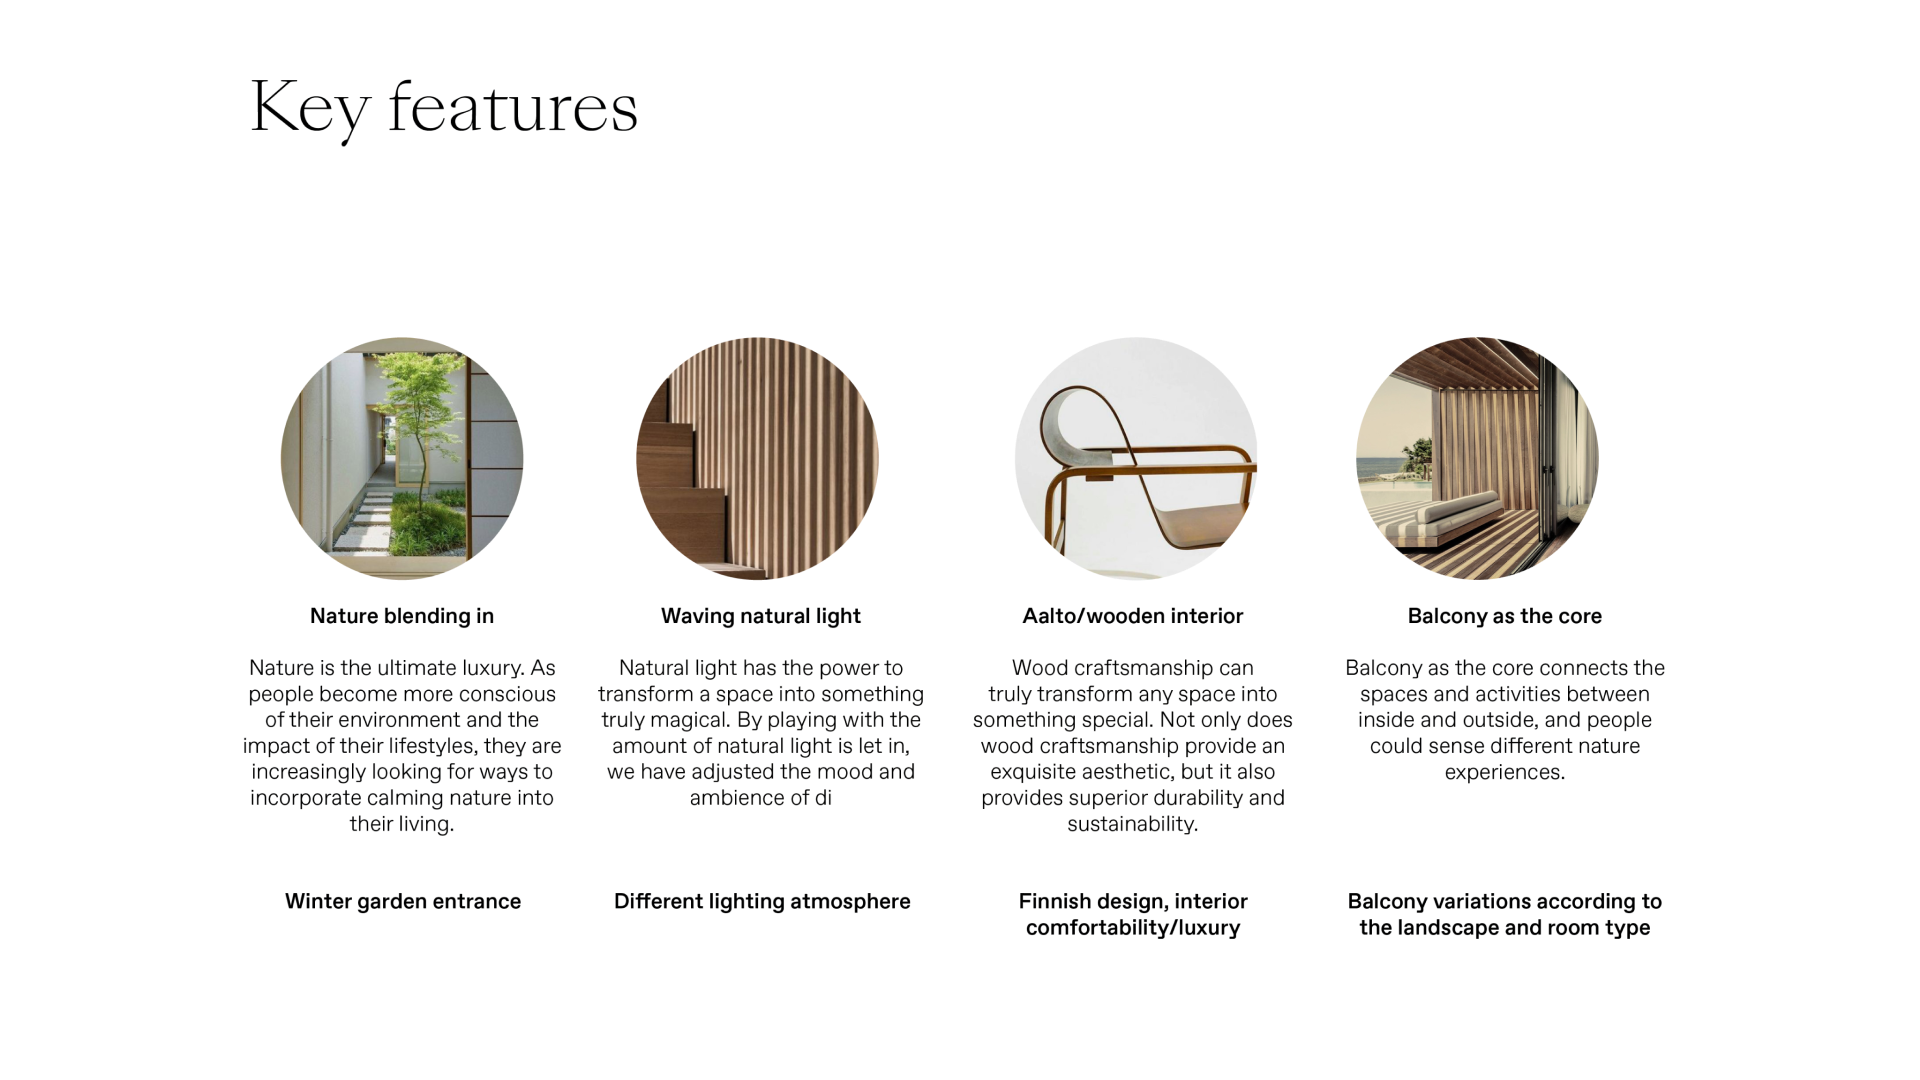 Key features
Nature blending in
Nature is the ultimate luxury. As
people become more conscious
of their environment and the
impact of their lifestyles, they are
increasingly looking for ways to
incorporate calming nature into
their living.
Winter garden entrance
Waving natural light
Natural light has the power to
transform a space into something
truly magical. By playing with the
amount of natural light is let in,
we have adjusted the mood and
ambience of di
Different lighting atmosphere
Aalto/wooden interior
Wood craftsmanship can
truly transform any space into
something special. Not only does
wood craftsmanship provide an
exquisite aesthetic, but it also
provides superior durability and
sustainability.
Finnish design, interior
comfortability/luxury
Balcony as the core
Balcony as the core connects the
spaces and activities between
inside and outside, and people
could sense different nature
experiences.
Balcony variations according to
the landscape and room type